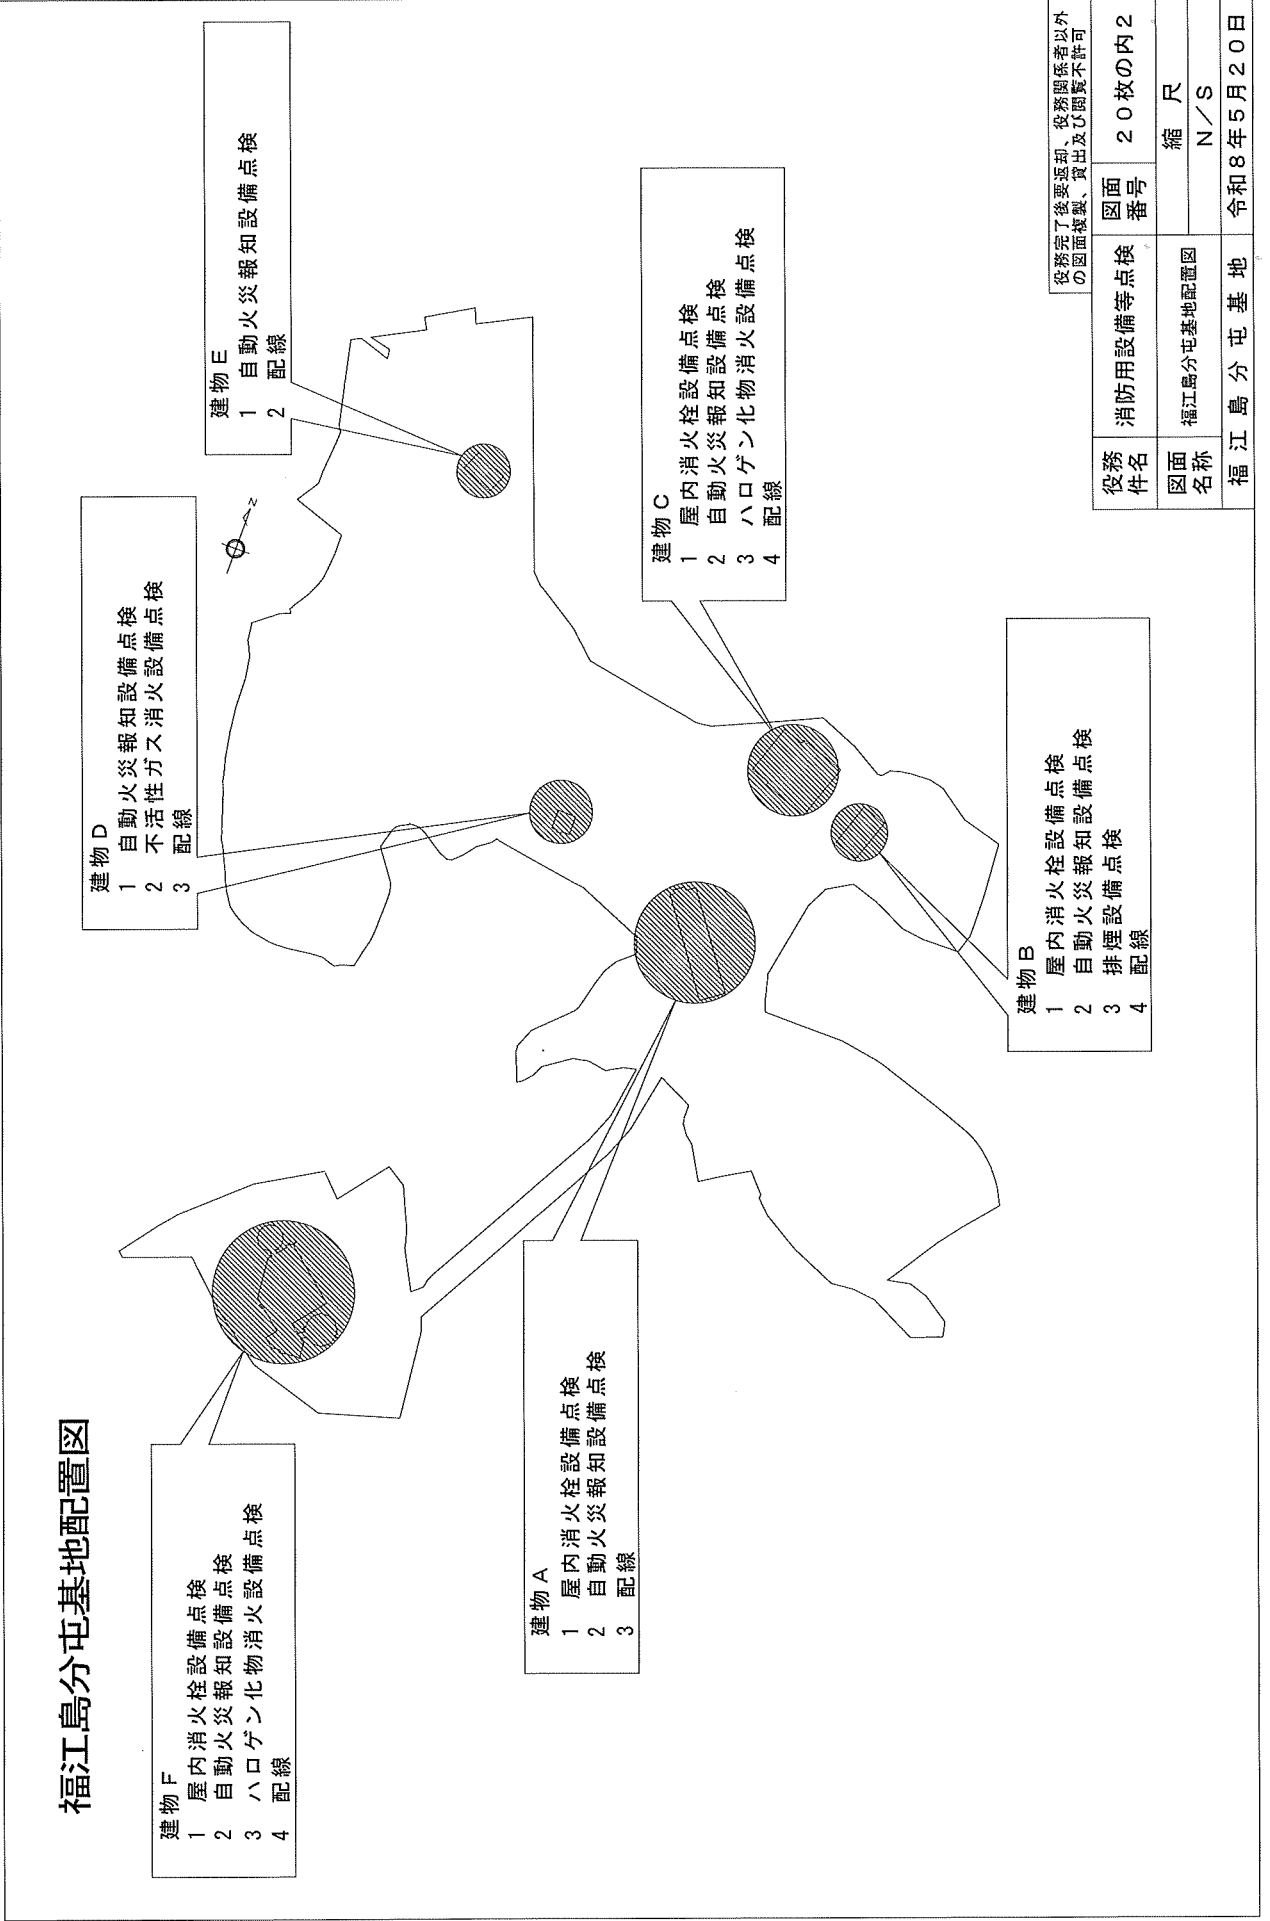 福江島分屯基地配置図
建物F
1 屋内消火栓設備点検
2 自動火災報知設備点検
3 ハロゲン化物消火設備点検
4 配線
建物D
1 自動火災報知設備点検
2 不活性ガス消火設備点検
3 配線
建物E
1 自動火災報知設備点検
2 配線
N
建物A
1 屋内消火栓設備点検
2 自動火災報知設備点検
3 配線
建物C
1 屋内消火栓設備点検
2 自動火災報知設備点検
3 ハロゲン化物消火設備点検
4 配線
建物B
1 屋内消火栓設備点検
2 自動火災報知設備点検
3 排煙設備点検
4 配線
役務完了後要返却、役務関係者以外
の図面複製、貸出及び閲覧不許可
役務件名 消防用設備等点検 図面番号 20枚の内2
図面名称 福江島分屯基地配置図 縮尺 N/S
福江島分屯基地 令和8年5月20日